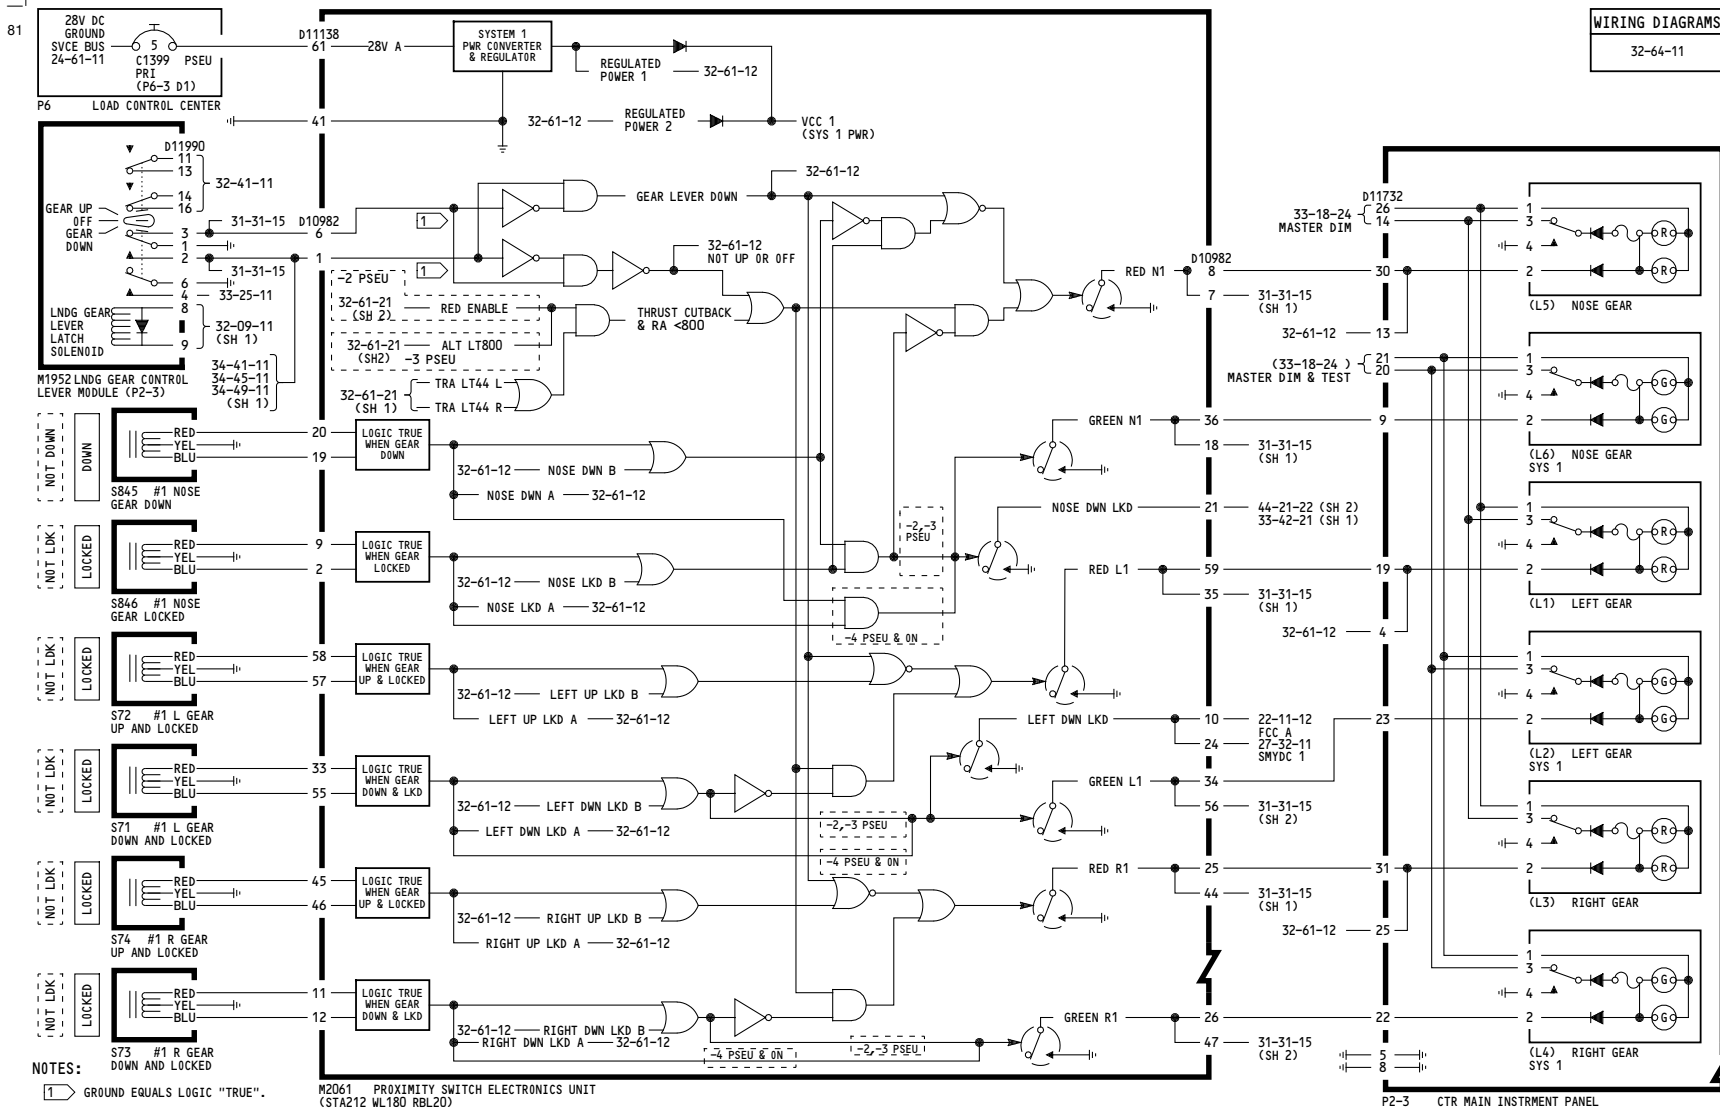 81
28V DC
GROUND
SVCE BUS
24-61-11
5
C1399 PSEU
PRI
(P6-3 D1)
P6 LOAD CONTROL CENTER
D11138
61
28V A
SYSTEM 1
PWR CONVERTER
& REGULATOR
REGULATED
POWER 1
32-61-12
41
32-61-12
REGULATED
POWER 2
VCC 1
(SYS 1 PWR)
WIRING DIAGRAMS
32-64-11
D11990
11
13
32-41-11
14
16
GEAR UP
OFF
GEAR
DOWN
3
1
2
6
4
8
9
31-31-15
31-31-15
33-25-11
32-09-11
(SH 1)
LNDG GEAR
LEVER
LATCH
SOLENOID
M1952 LNDG GEAR CONTROL
LEVER MODULE (P2-3)
34-41-11
34-45-11
34-49-11
(SH 1)
D10982
6
1
1
1
GEAR LEVER DOWN
32-61-12
32-61-12
NOT UP OR OFF
-2 PSEU
32-61-21
(SH 2)
RED ENABLE
32-61-21
(SH2)
ALT LT800
-3 PSEU
THRUST CUTBACK
& RA <800
32-61-21
(SH 1)
TRA LT44 L
TRA LT44 R
NOT DOWN
DOWN
RED
YEL
BLU
S845 #1 NOSE
GEAR DOWN
20
19
LOGIC TRUE
WHEN GEAR
DOWN
32-61-12
NOSE DWN B
NOSE DWN A
32-61-12
NOT LDK
LOCKED
RED
YEL
BLU
S846 #1 NOSE
GEAR LOCKED
9
2
LOGIC TRUE
WHEN GEAR
LOCKED
32-61-12
NOSE LKD B
NOSE LKD A
32-61-12
-2,-3
PSEU
-4 PSEU & ON
NOT LDK
LOCKED
RED
YEL
BLU
S72 #1 L GEAR
UP AND LOCKED
58
57
LOGIC TRUE
WHEN GEAR
UP & LOCKED
32-61-12
LEFT UP LKD B
LEFT UP LKD A
32-61-12
NOT LDK
LOCKED
RED
YEL
BLU
S71 #1 L GEAR
DOWN AND LOCKED
33
55
LOGIC TRUE
WHEN GEAR
DOWN & LKD
32-61-12
LEFT DWN LKD B
LEFT DWN LKD A
32-61-12
-2,-3 PSEU
-4 PSEU & ON
NOT LDK
LOCKED
RED
YEL
BLU
S74 #1 R GEAR
UP AND LOCKED
45
46
LOGIC TRUE
WHEN GEAR
UP & LOCKED
32-61-12
RIGHT UP LKD B
RIGHT UP LKD A
32-61-12
NOT LDK
LOCKED
RED
YEL
BLU
S73 #1 R GEAR
DOWN AND LOCKED
11
12
LOGIC TRUE
WHEN GEAR
DOWN & LKD
32-61-12
RIGHT DWN LKD B
RIGHT DWN LKD A
32-61-12
-4 PSEU & ON
-2,-3 PSEU
RED N1
D10982
8
7
31-31-15
(SH 1)
GREEN N1
36
18
31-31-15
(SH 1)
NOSE DWN LKD
21
44-21-22 (SH 2)
33-42-21 (SH 1)
RED L1
59
35
31-31-15
(SH 1)
LEFT DWN LKD
10
24
22-11-12
FCC A
27-32-11
SMYDC 1
GREEN L1
34
56
31-31-15
(SH 2)
RED R1
25
44
31-31-15
(SH 1)
GREEN R1
26
47
31-31-15
(SH 2)
33-18-24
MASTER DIM
D11732
26
14
30
32-61-12
13
(33-18-24 )
MASTER DIM & TEST
21
20
9
19
32-61-12
4
23
31
32-61-12
25
22
5
8
1
3
4
2
R
R
(L5) NOSE GEAR
1
3
4
2
G
G
(L6) NOSE GEAR
SYS 1
1
3
4
2
R
R
(L1) LEFT GEAR
1
3
4
2
G
G
(L2) LEFT GEAR
SYS 1
1
3
4
2
R
R
(L3) RIGHT GEAR
1
3
4
2
G
G
(L4) RIGHT GEAR
SYS 1
NOTES:
1 GROUND EQUALS LOGIC "TRUE".
M2061 PROXIMITY SWITCH ELECTRONICS UNIT
(STA212 WL180 RBL20)
P2-3 CTR MAIN INSTRMENT PANEL